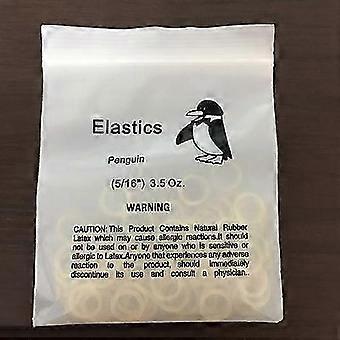 Elastics
Penguin
(5/16") 3.5 Oz.
WARNING
CAUTION: This Product Contains Natural Rubber
Latax which may cause allergic reactions.It should
not be used on or by anyone who is sensitive or
allergic to Latax.Anyone that experiences any adverse
reaction to the product, should immediately
discontinue its use and consult a physician..